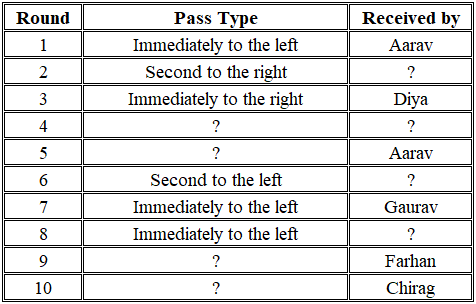 Round Pass Type Received by
1 Immediately to the left Aarav
2 Second to the right ?
3 Immediately to the right Diya
4 ? ?
5 ? Aarav
6 Second to the left ?
7 Immediately to the left Gaurav
8 Immediately to the left ?
9 ? Farhan
10 ? Chirag